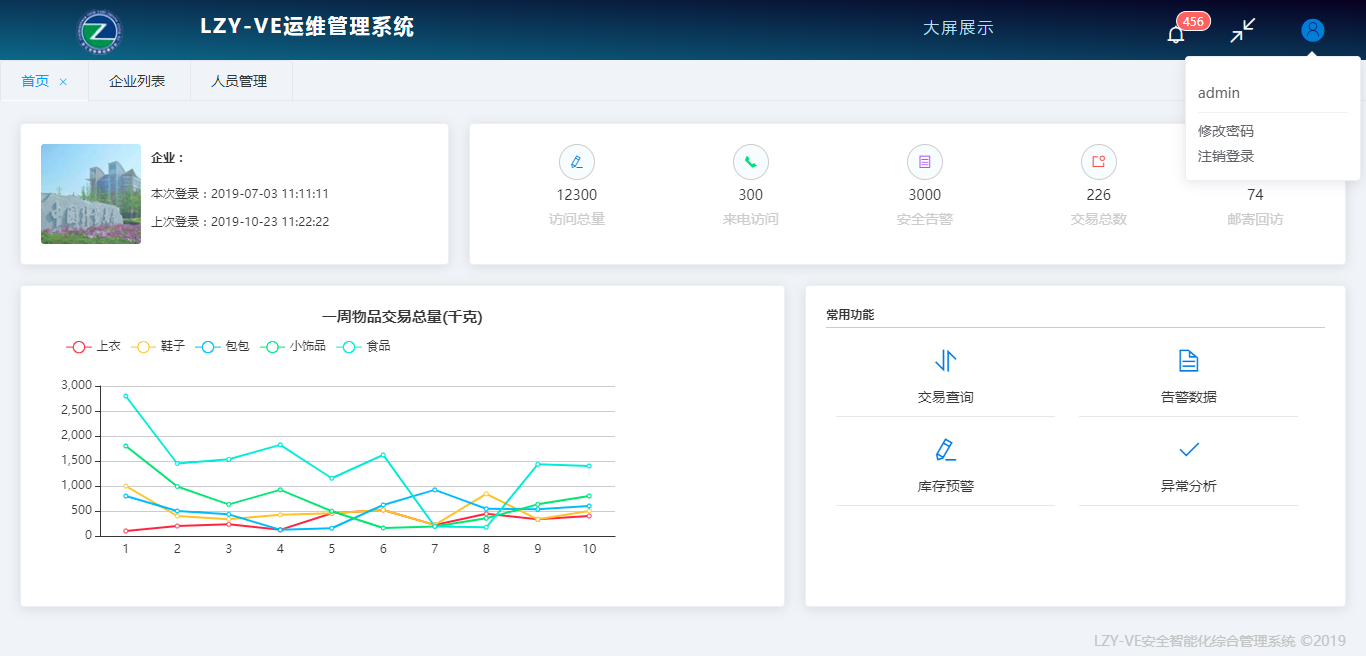 LZY-VE运维管理系统
大屏展示
456
首页 ×
企业列表
人员管理
admin
修改密码
注销登录
企业：
本次登录：2019-07-03 11:11:11
上次登录：2019-10-23 11:22:22
12300
访问总量
300
来电访问
3000
安全告警
226
交易总数
74
邮寄回访
一周物品交易总量(千克)
上衣 鞋子 包包 小饰品 食品
3,000
2,500
2,000
1,500
1,000
500
0
1 2 3 4 5 6 7 8 9 10
常用功能
交易查询
告警数据
库存预警
异常分析
LZY-VE安全智能化综合管理系统 ©2019